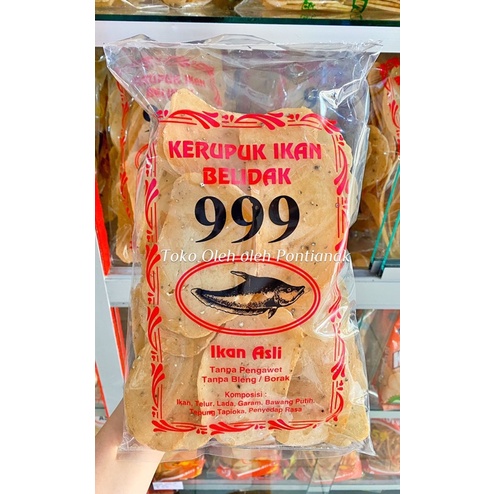 KERUPUK IKAN
BELIDAK
999
Toko Oleh oleh Pontianak
Ikan Asli
Tanpa Pengawet
Tanpa Bleng / Borak
Komposisi :
Ikan, Telur, Lada, Garam, Bawang Putih,
Tapung Tapioka, Penyedap Rasa